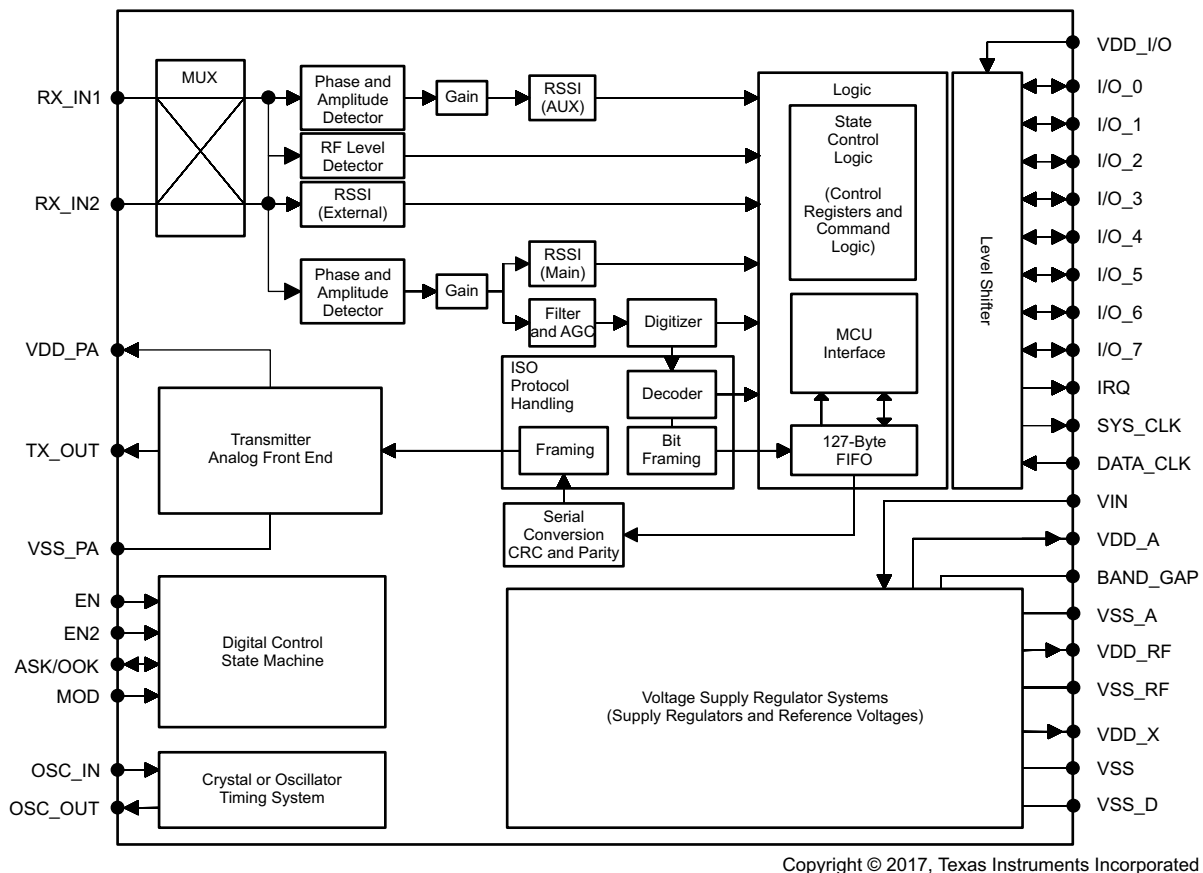 VDD_I/O
MUX
RX_IN1
Phase and
Amplitude
Detector
Gain
RSSI
(AUX)
Logic
I/O_0
State
Control
Logic
(Control
Registers and
Command
Logic)
I/O_1
RF Level
Detector
I/O_2
RX_IN2
RSSI
(External)
I/O_3
I/O_4
Level Shifter
Phase and
Amplitude
Detector
Gain
RSSI
(Main)
I/O_5
Filter
and AGC
Digitizer
I/O_6
MCU
Interface
VDD_PA
I/O_7
ISO
Protocol
Handling
Decoder
IRQ
Transmitter
Analog Front End
TX_OUT
Framing
Bit
Framing
127-Byte
FIFO
SYS_CLK
DATA_CLK
VIN
Serial
Conversion
CRC and Parity
VSS_PA
VDD_A
BAND_GAP
EN
VSS_A
EN2
Digital Control
State Machine
ASK/OOK
VDD_RF
MOD
VSS_RF
Voltage Supply Regulator Systems
(Supply Regulators and Reference Voltages)
VDD_X
OSC_IN
Crystal or Oscillator
Timing System
VSS
OSC_OUT
VSS_D
Copyright © 2017, Texas Instruments Incorporated